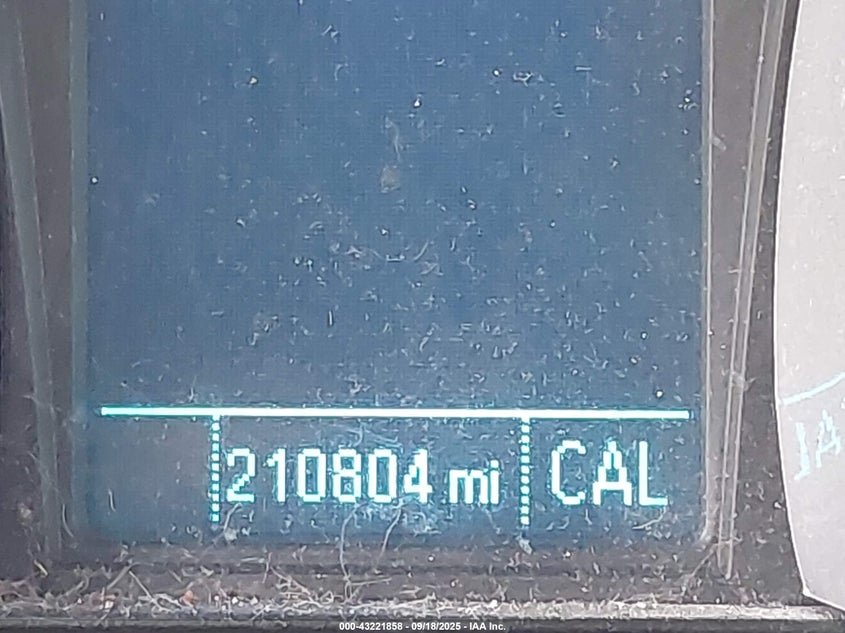 210804 mi CAL
000-43221858 - 09/18/2025 - IAA Inc.